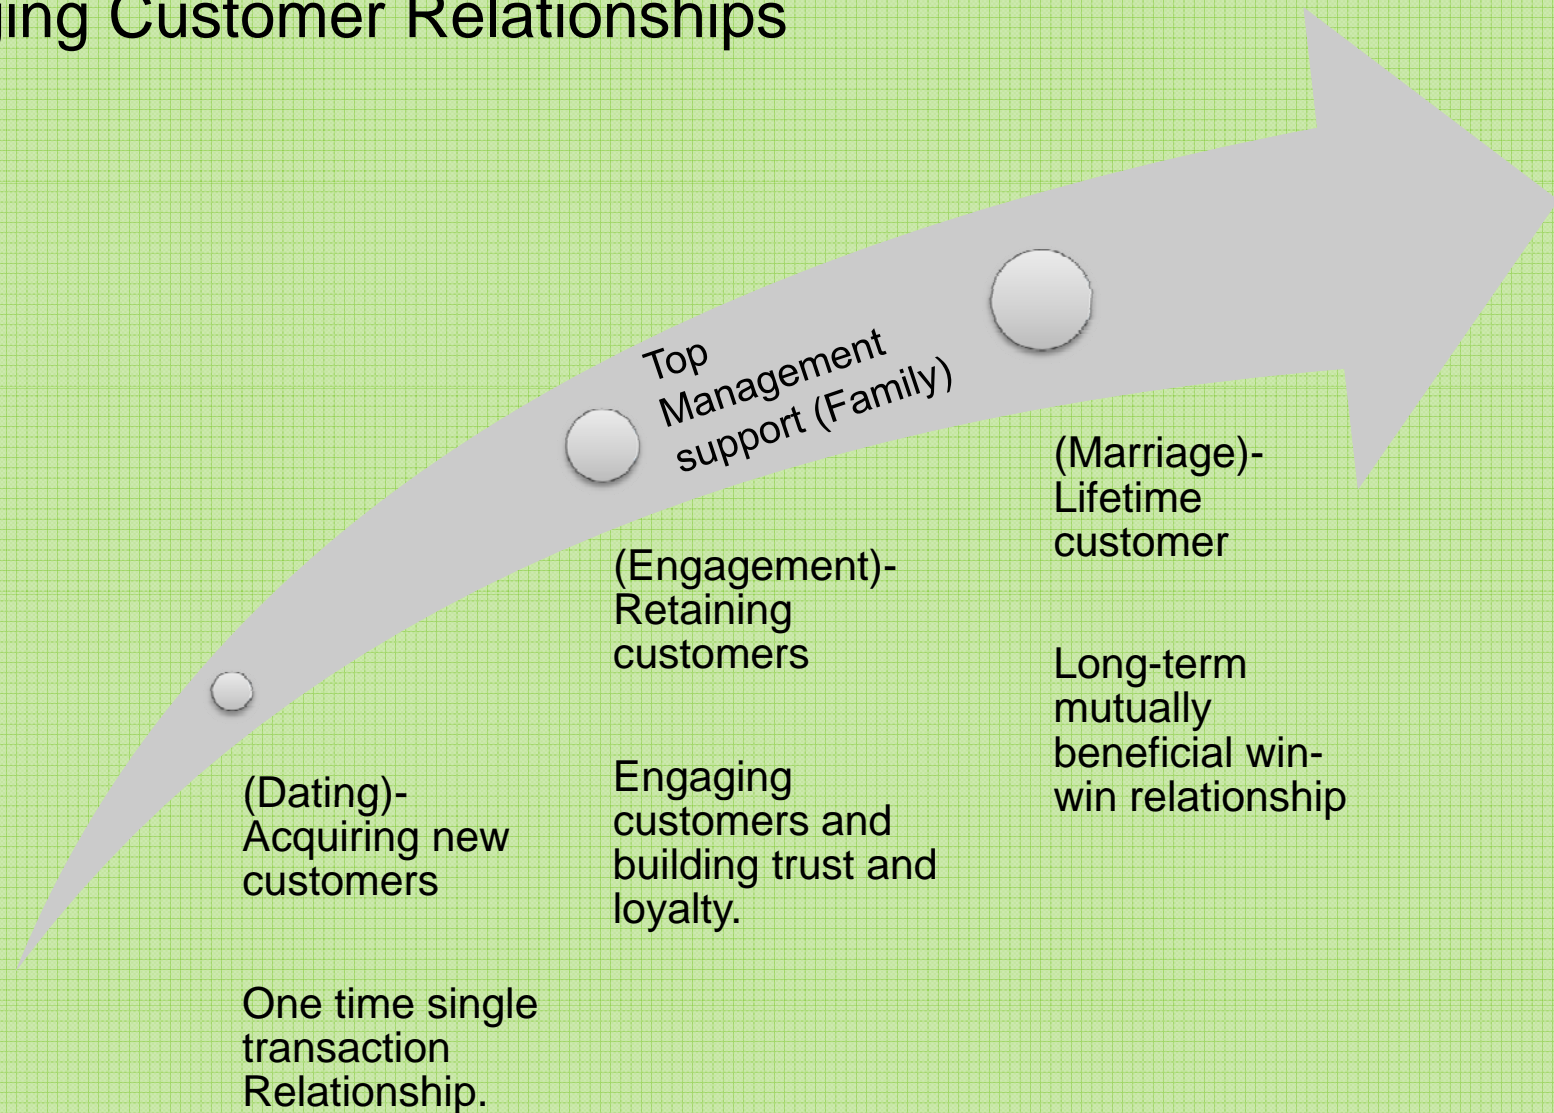 ging Customer Relationships
Top
Management
support (Family)
(Marriage)-
Lifetime
customer
Long-term
mutually
beneficial win-
win relationship
(Engagement)-
Retaining
customers
Engaging
customers and
building trust and
loyalty.
(Dating)-
Acquiring new
customers
One time single
transaction
Relationship.